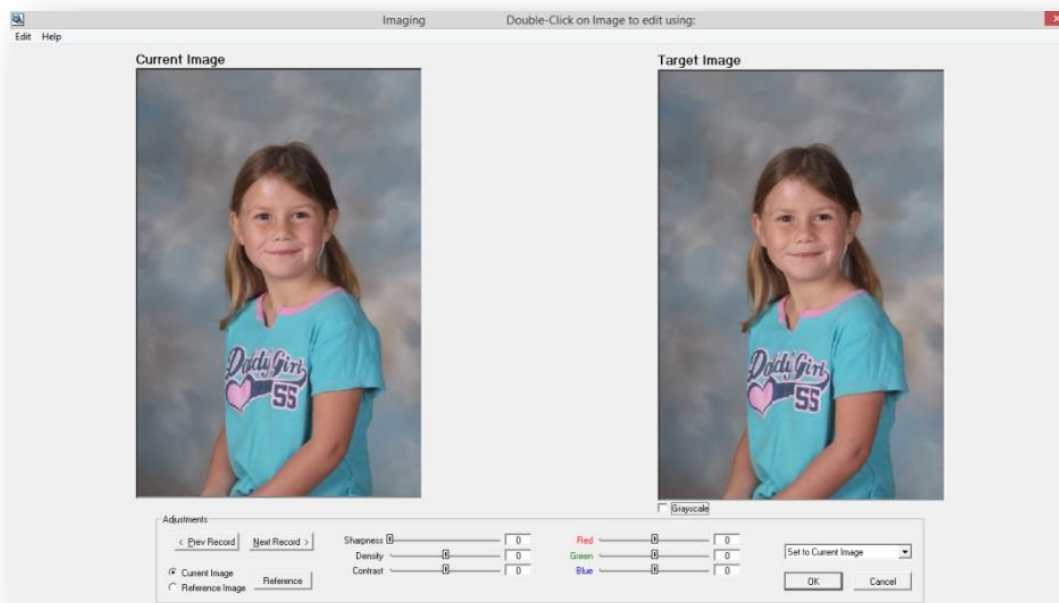 Imaging Double-Click on Image to edit using:
Edit Help
Current Image Target Image
Daddy Girl Daddy Girl
55 55
Grayscale
Adjustments
< Prev Record Next Record > Sharpness 0 Red 0
Density 0 Green 0 Set to Current Image
Contrast 0 Blue 0
Current Image Reference OK Cancel
Reference Image